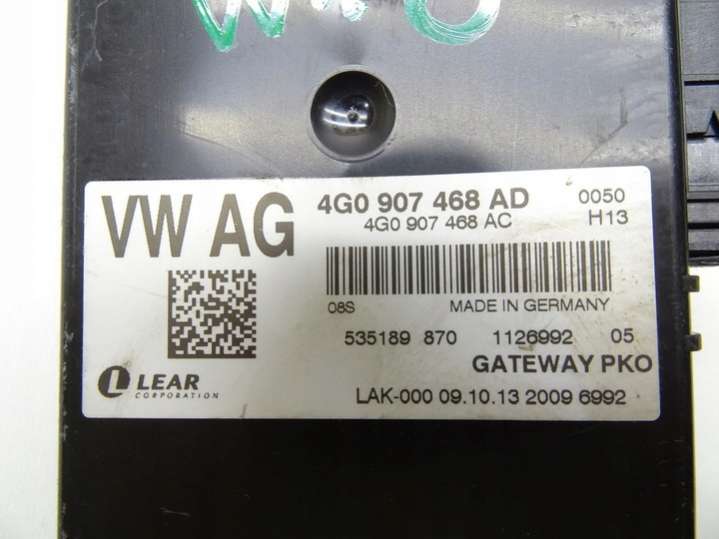 VW AG
4G0 907 468 AD 0050
4G0 907 468 AC H13
08S MADE IN GERMANY
535189 870 1126992 05
GATEWAY PKO
LEAR
CORPORATION
LAK-000 09.10.13 2009 6992